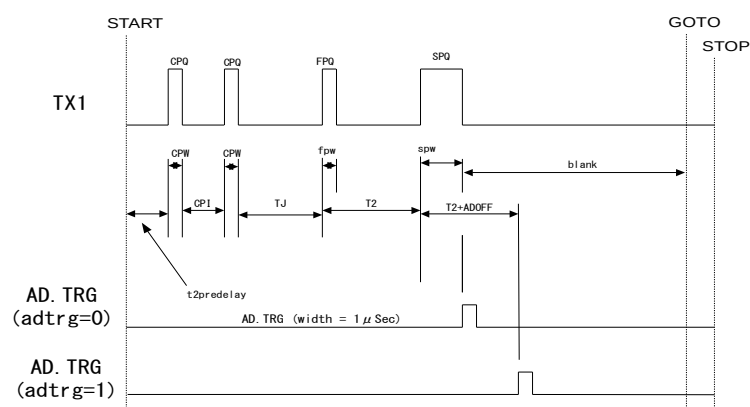 START
GOTO
STOP
CPQ
CPQ
FPQ
SPQ
TX1
CPW
CPW
fpw
spw
blank
CPI
TJ
T2
T2+ADOFF
t2predelay
AD.TRG
(adtrg=0)
AD.TRG (width = 1μSec)
AD.TRG
(adtrg=1)